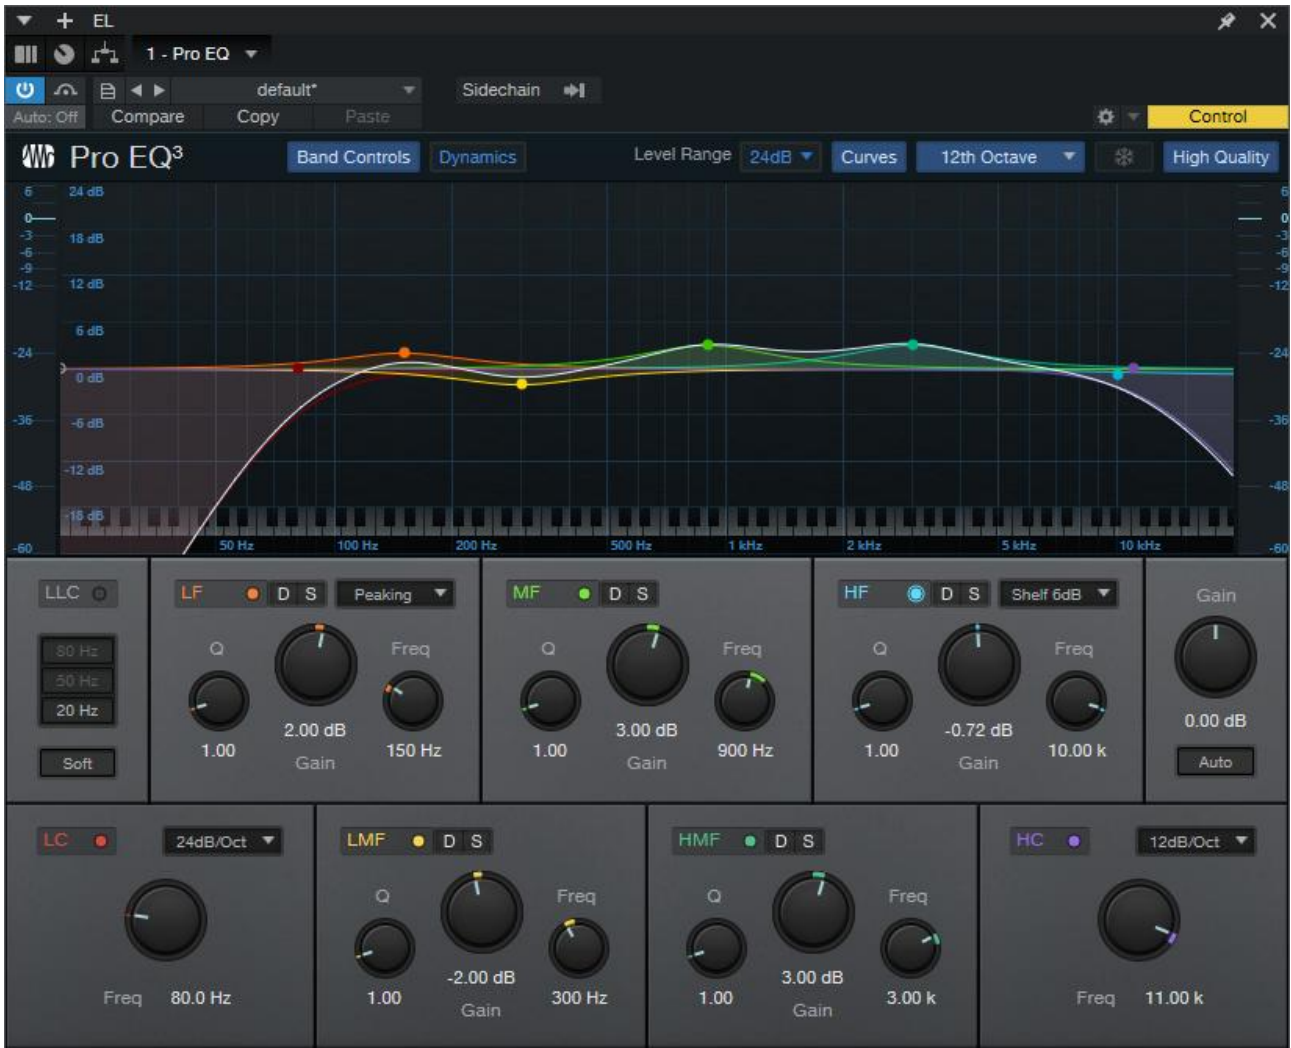 EL
1 - Pro EQ
default*
Sidechain
Auto: Off
Compare
Copy
Paste
Control
Pro EQ³
Band Controls
Dynamics
Level Range
24dB
Curves
12th Octave
High Quality
6
0
-3
-6
-9
-12
-24
-36
-48
-60
24 dB
18 dB
12 dB
6 dB
0 dB
-6 dB
-12 dB
-18 dB
6
0
-3
-6
-9
-12
-24
-36
-48
-60
50 Hz
100 Hz
200 Hz
500 Hz
1 kHz
2 kHz
5 kHz
10 kHz
LLC
80 Hz
50 Hz
20 Hz
Soft
LF
D S
Peaking
Q
Freq
2.00 dB
1.00
150 Hz
Gain
MF
D S
Q
Freq
3.00 dB
1.00
900 Hz
Gain
HF
D S
Shelf 6dB
Q
Freq
-0.72 dB
1.00
10.00 k
Gain
Gain
0.00 dB
Auto
LC
24dB/Oct
Freq 80.0 Hz
LMF
D S
Q
Freq
-2.00 dB
1.00
300 Hz
Gain
HMF
D S
Q
Freq
3.00 dB
1.00
3.00 k
Gain
HC
12dB/Oct
Freq 11.00 k